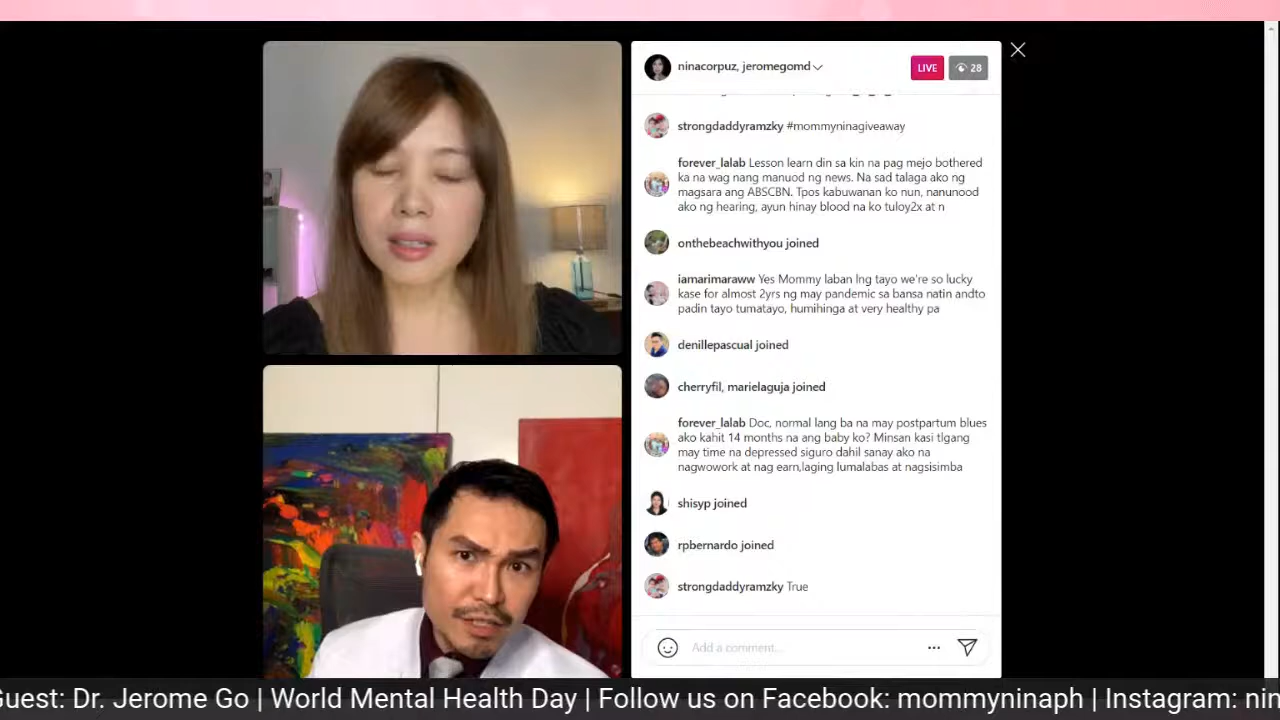 ninacorpuz, jeromegomd
LIVE
28
strongdaddyramzky #mommyninagiveaway
forever_lalab Lesson learn din sa kin na pag mejo bothered
ka na wag nang manuod ng news. Na sad talaga ako ng
magsara ang ABSCBN. Tpos kabuwanan ko nun, nanunood
ako ng hearing, ayun hinay blood na ko tuloy2x at n
onthebeachwithyou joined
iamarimaraww Yes Mommy laban lng tayo we're so lucky
kase for almost 2yrs ng may pandemic sa bansa natin andto
padin tayo tumatayo, humihinga at very healthy pa
denillepascual joined
cherryfil, marielaguja joined
forever_lalab Doc, normal lang ba na may postpartum blues
ako kahit 14 months na ang baby ko? Minsan kasi tlgang
may time na depressed siguro dahil sanay ako na
nagwowork at nag earn,laging lumalabas at nagsisimba
shisyp joined
rpbernardo joined
strongdaddyramzky True
Add a comment...
Guest: Dr. Jerome Go | World Mental Health Day | Follow us on Facebook: mommyninaph | Instagram: nin